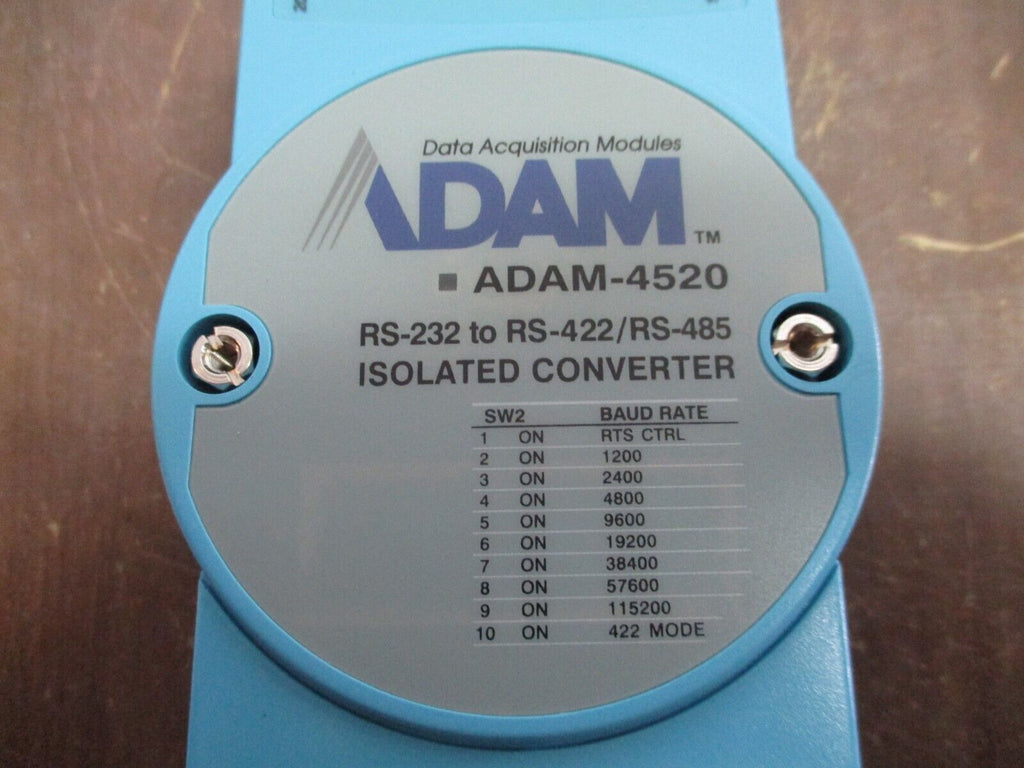 Data Acquisition Modules
ADAM TM
■ ADAM-4520
RS-232 to RS-422/RS-485
ISOLATED CONVERTER
SW2 BAUD RATE
1 ON RTS CTRL
2 ON 1200
3 ON 2400
4 ON 4800
5 ON 9600
6 ON 19200
7 ON 38400
8 ON 57600
9 ON 115200
10 ON 422 MODE